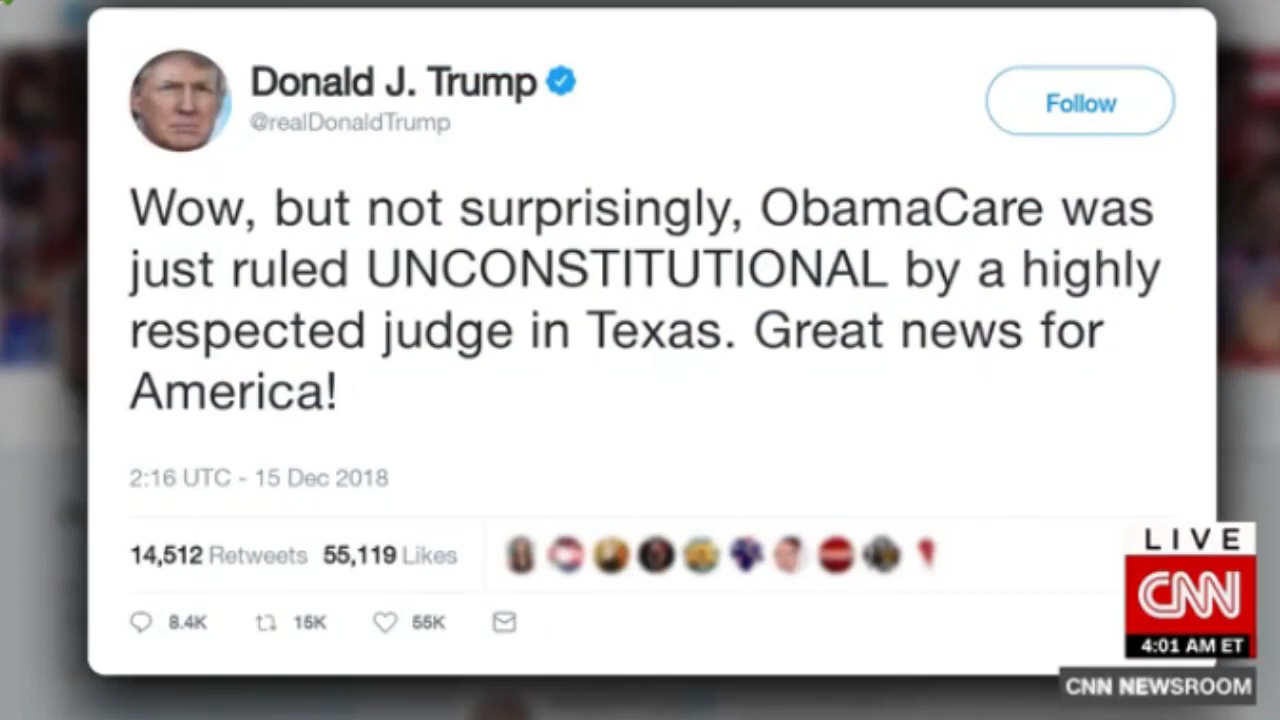 Donald J. Trump
@realDonaldTrump
Follow
Wow, but not surprisingly, ObamaCare was
just ruled UNCONSTITUTIONAL by a highly
respected judge in Texas. Great news for
America!
2:16 UTC - 15 Dec 2018
14,512 Retweets 55,119 Likes
8.4K 15K 55K
LIVE
CNN
4:01 AM ET
CNN NEWSROOM